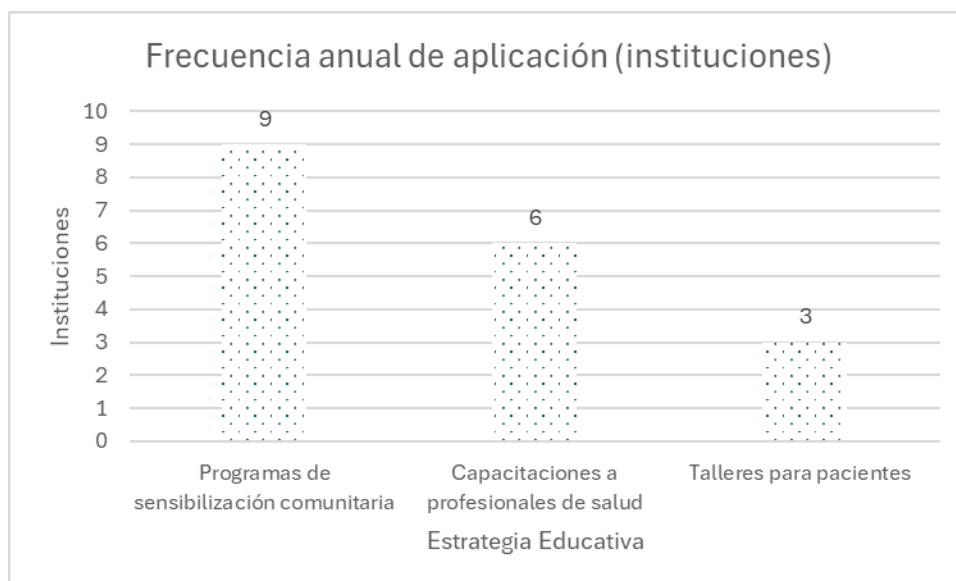 Frecuencia anual de aplicación (instituciones)
10
9
9
8
7
6
6
5
4
3
3
2
1
0
Instituciones
Programas de
sensibilización comunitaria
Capacitaciones a
profesionales de salud
Talleres para pacientes
Estrategia Educativa